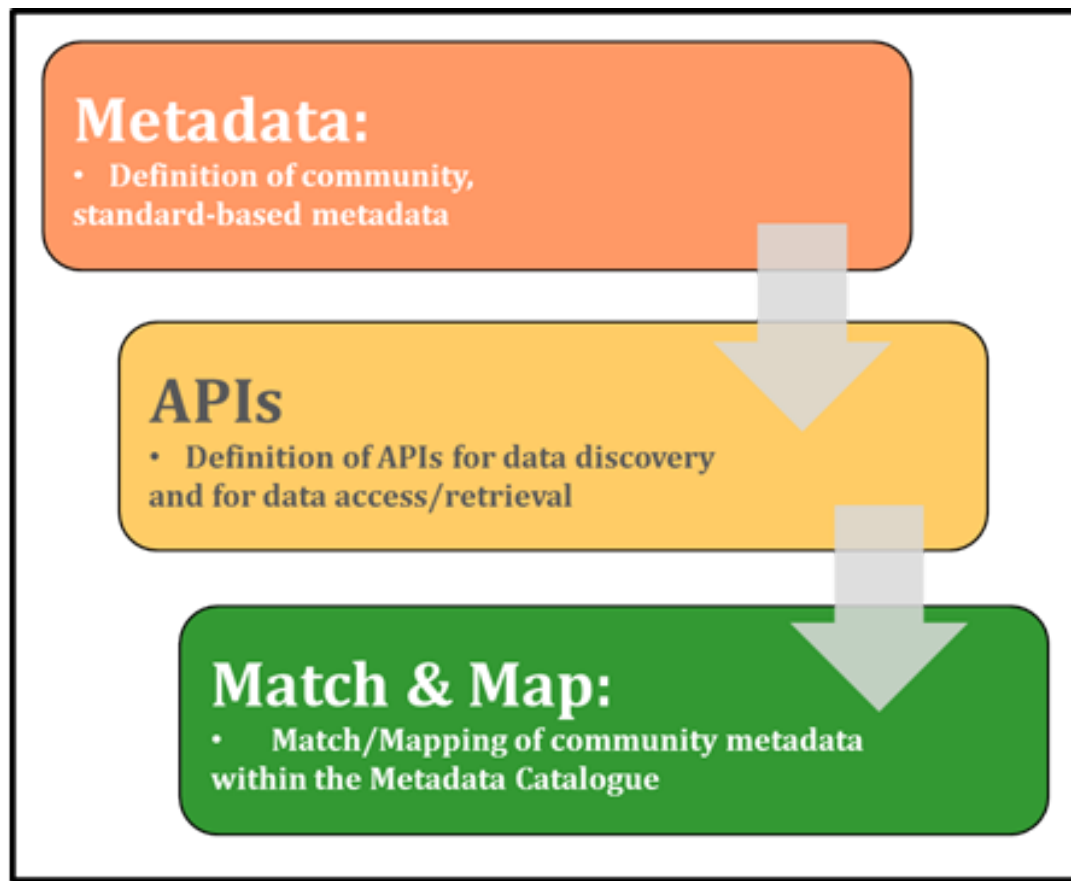 Metadata:
• Definition of community,
standard-based metadata
APIs
• Definition of APIs for data discovery
and for data access/retrieval
Match & Map:
• Match/Mapping of community metadata
within the Metadata Catalogue